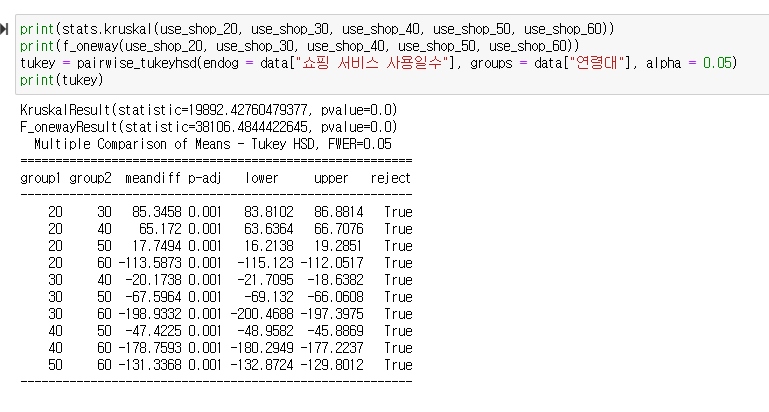 print(stats.kruskal(use_shop_20, use_shop_30, use_shop_40, use_shop_50, use_shop_60))
print(f_oneway(use_shop_20, use_shop_30, use_shop_40, use_shop_50, use_shop_60))
tukey = pairwise_tukeyhsd(endog = data["쇼핑 서비스 사용일수"], groups = data["연령대"], alpha = 0.05)
print(tukey)
KruskalResult(statistic=19892.42760479377, pvalue=0.0)
F_onewayResult(statistic=38106.4844422645, pvalue=0.0)
Multiple Comparison of Means - Tukey HSD, FWER=0.05
=====================================================
group1 group2 meandiff p-adj lower upper reject
-----------------------------------------------------
20 30 85.3458 0.001 83.8102 86.8814 True
20 40 65.172 0.001 63.6364 66.7076 True
20 50 17.7494 0.001 16.2138 19.2851 True
20 60 -113.5873 0.001 -115.123 -112.0517 True
30 40 -20.1738 0.001 -21.7095 -18.6382 True
30 50 -67.5964 0.001 -69.132 -66.0608 True
30 60 -198.9332 0.001 -200.4688 -197.3975 True
40 50 -47.4225 0.001 -48.9582 -45.8869 True
40 60 -178.7593 0.001 -180.2949 -177.2237 True
50 60 -131.3368 0.001 -132.8724 -129.8012 True
-----------------------------------------------------